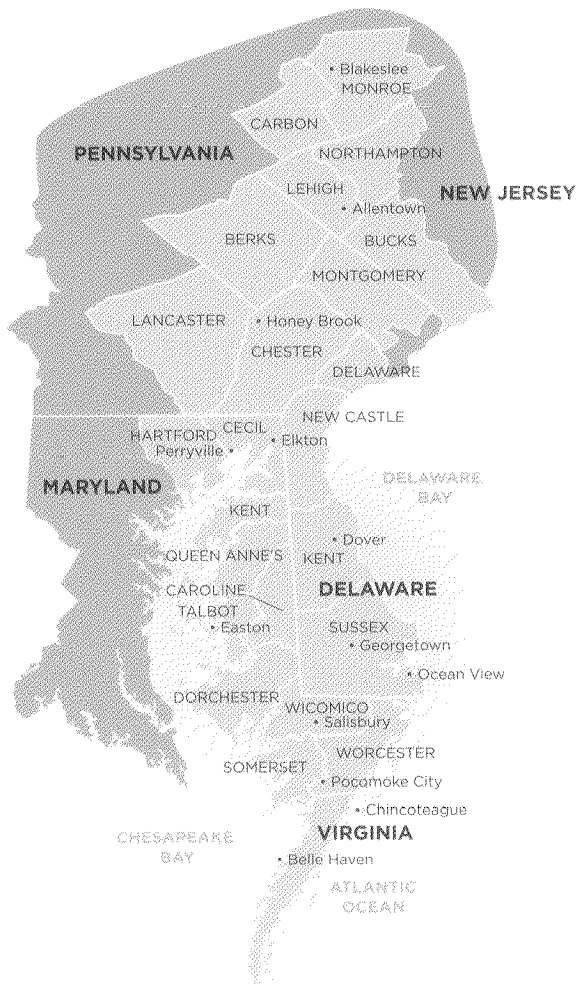 Blakeslee
MONROE
CARBON
PENNSYLVANIA
NORTHAMPTON
LEHIGH
NEW JERSEY
Allentown
BERKS
BUCKS
MONTGOMERY
LANCASTER
Honey Brook
CHESTER
DELAWARE
NEW CASTLE
CECIL
HARTFORD
Elkton
Perryville
DELAWARE
BAY
MARYLAND
KENT
Dover
QUEEN ANNE'S
KENT
DELAWARE
CAROLINE
TALBOT
Easton
SUSSEX
Georgetown
Ocean View
DORCHESTER
WICOMICO
Salisbury
WORCESTER
SOMERSET
Pocomoke City
Chincoteague
VIRGINIA
CHESAPEAKE
BAY
Belle Haven
ATLANTIC
OCEAN